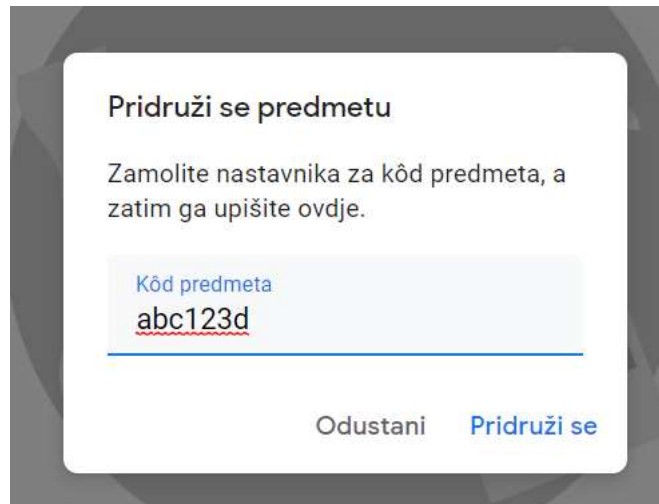 Pridruži se predmetu
Zamolite nastavnika za kôd predmeta, a
zatim ga upišite ovdje.
Kôd predmeta
abc123d
Odustani Pridruži se